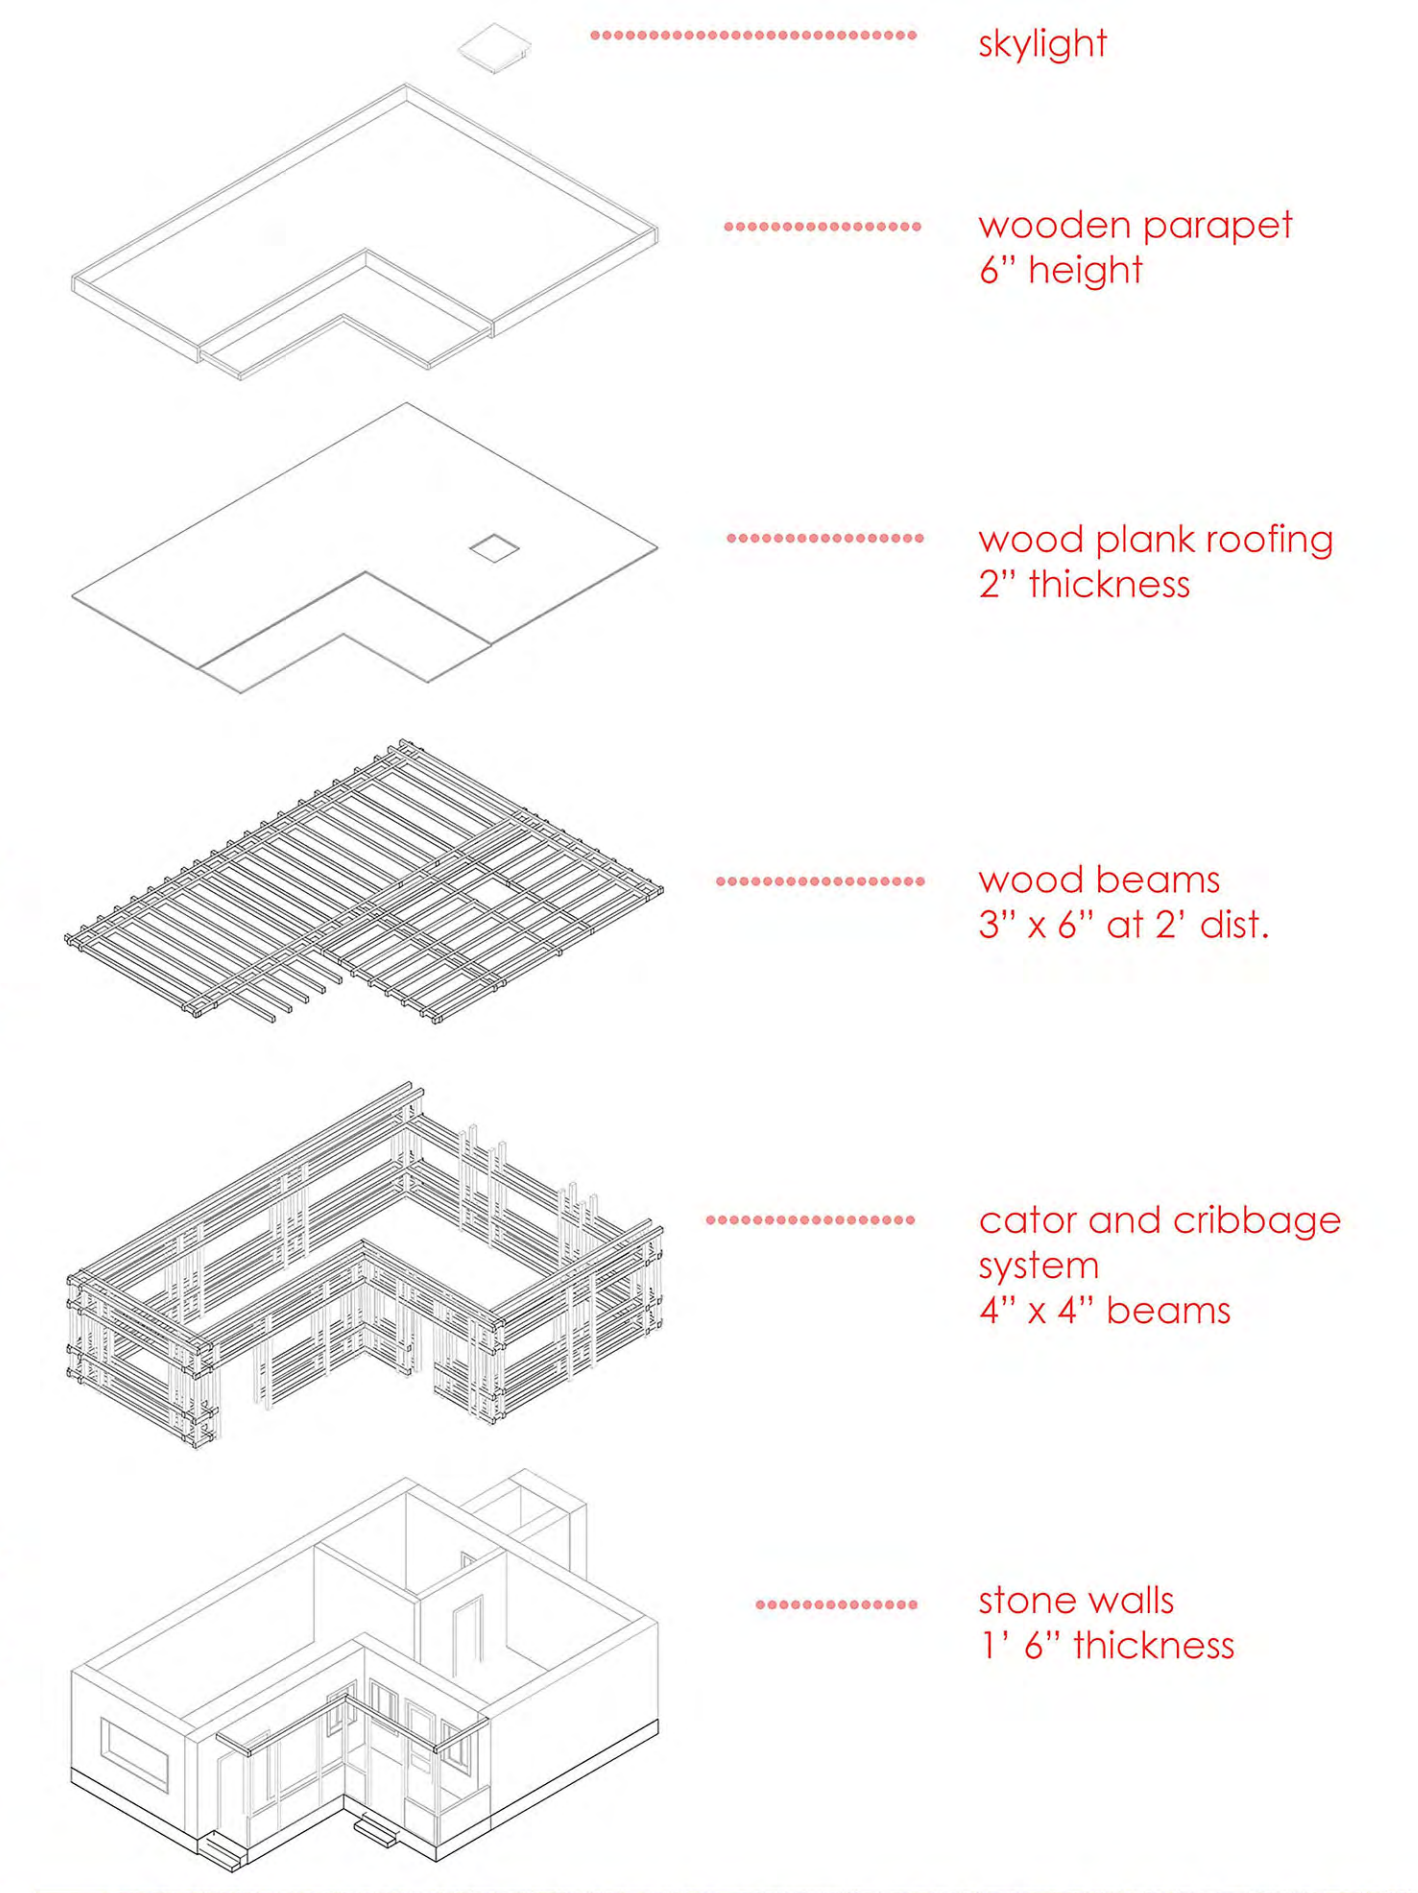 skylight
wooden parapet
6” height
wood plank roofing
2” thickness
wood beams
3” x 6” at 2’ dist.
cator and cribbage
system
4” x 4” beams
stone walls
1’ 6” thickness